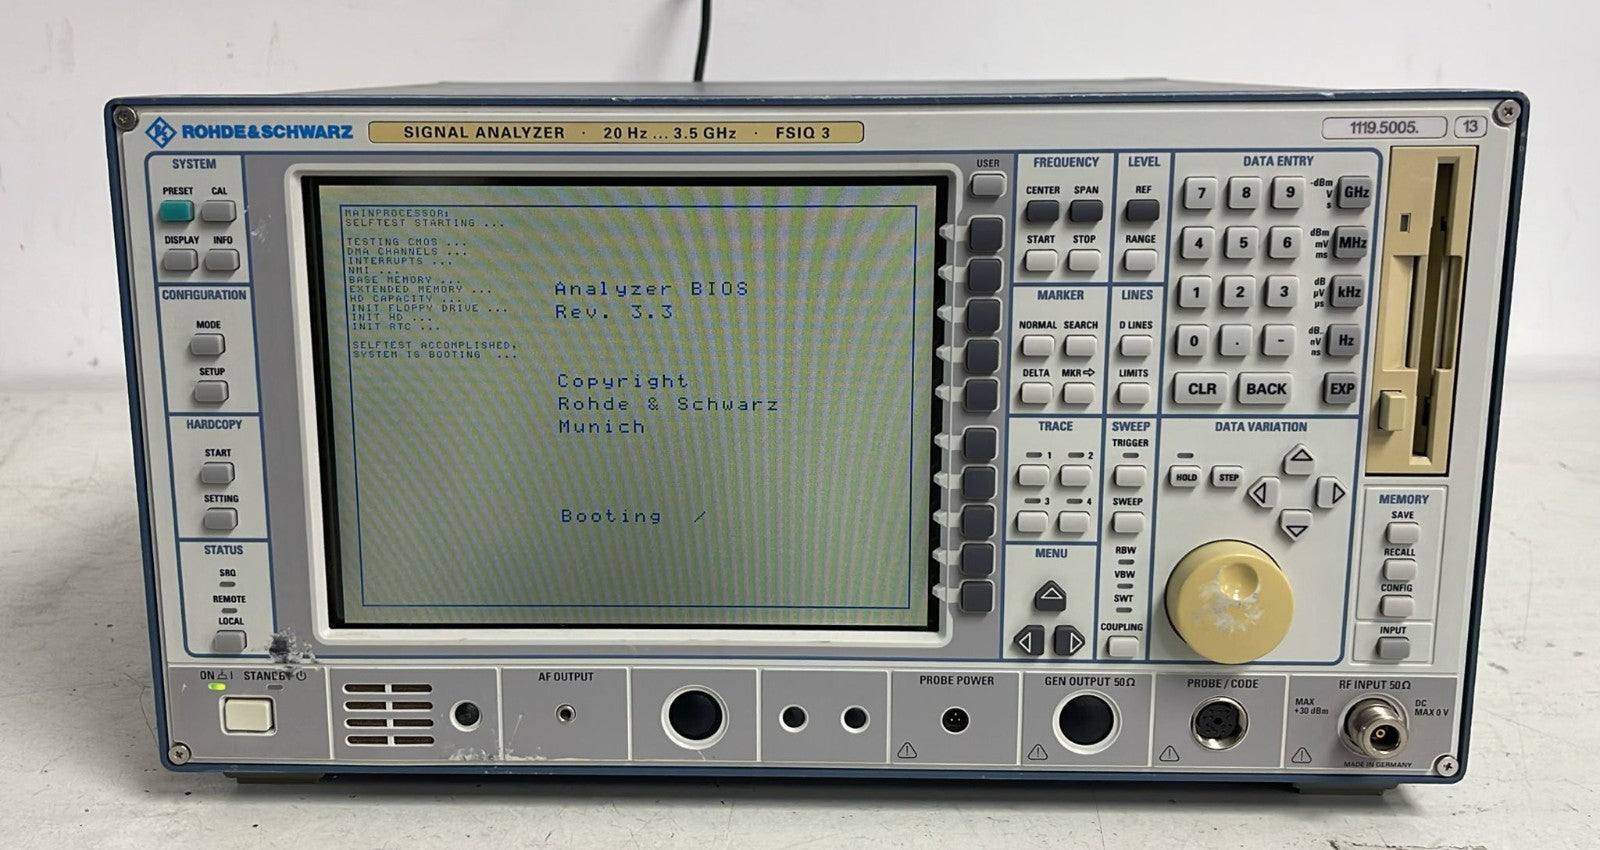 ROHDE&SCHWARZ
SIGNAL ANALYZER · 20 Hz ... 3.5 GHz · FSIQ 3
1119.5005.
13
SYSTEM
PRESET
CAL
DISPLAY
INFO
CONFIGURATION
MODE
SETUP
HARDCOPY
START
SETTING
STATUS
SRQ
REMOTE
LOCAL
MAINPROCESSOR:
SELFTEST STARTING ...
TESTING CMOS ...
DMA CHANNELS ...
INTERRUPTS ...
NMI ...
BASE MEMORY ...
EXTENDED MEMORY ...
HD CAPACITY ...
INIT FLOPPY DRIVE ...
INIT HD ...
INIT RTC ...
SELFTEST ACCOMPLISHED,
SYSTEM IS BOOTING ...
Analyzer BIOS
Rev. 3.3
Copyright
Rohde & Schwarz
Munich
Booting /
USER
FREQUENCY
CENTER
SPAN
START
STOP
LEVEL
REF
RANGE
MARKER
NORMAL
SEARCH
DELTA
MKR⇨
LINES
D LINES
LIMITS
TRACE
1
2
3
4
SWEEP
TRIGGER
SWEEP
RBW
VBW
SWT
COUPLING
MENU
DATA ENTRY
7
8
9
-dBm
V
s
GHz
4
5
6
dBm
mV
ms
MHz
1
2
3
dB
µV
µs
kHz
0
.
-
dB..
nV
ns
Hz
CLR
BACK
EXP
DATA VARIATION
HOLD
STEP
MEMORY
SAVE
RECALL
CONFIG
INPUT
ON
STANDBY
AF OUTPUT
PROBE POWER
GEN OUTPUT 50Ω
PROBE / CODE
RF INPUT 50Ω
MAX
+30 dBm
DC
MAX 0 V
MADE IN GERMANY